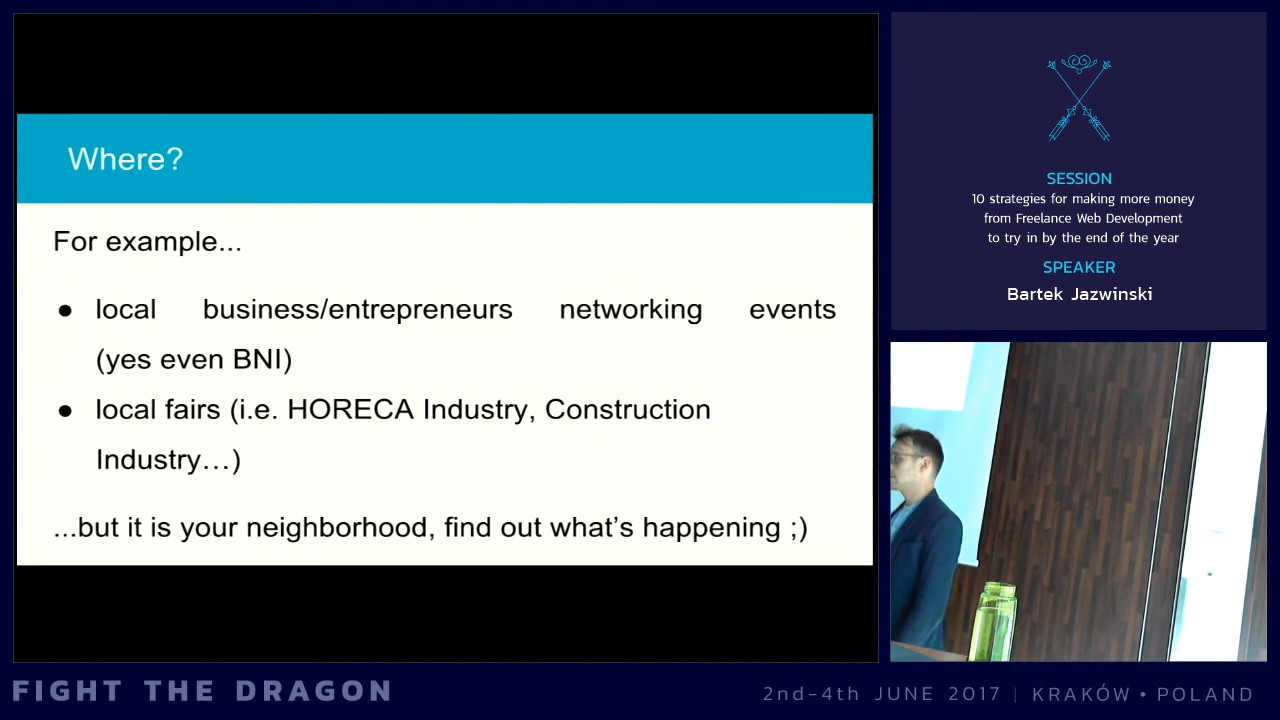 Where?
For example...
● local business/entrepreneurs networking events
(yes even BNI)
● local fairs (i.e. HORECA Industry, Construction
Industry…)
...but it is your neighborhood, find out what’s happening ;)
SESSION
10 strategies for making more money
from Freelance Web Development
to try in by the end of the year
SPEAKER
Bartek Jazwinski
FIGHT THE DRAGON
2nd-4th JUNE 2017 | KRAKÓW • POLAND